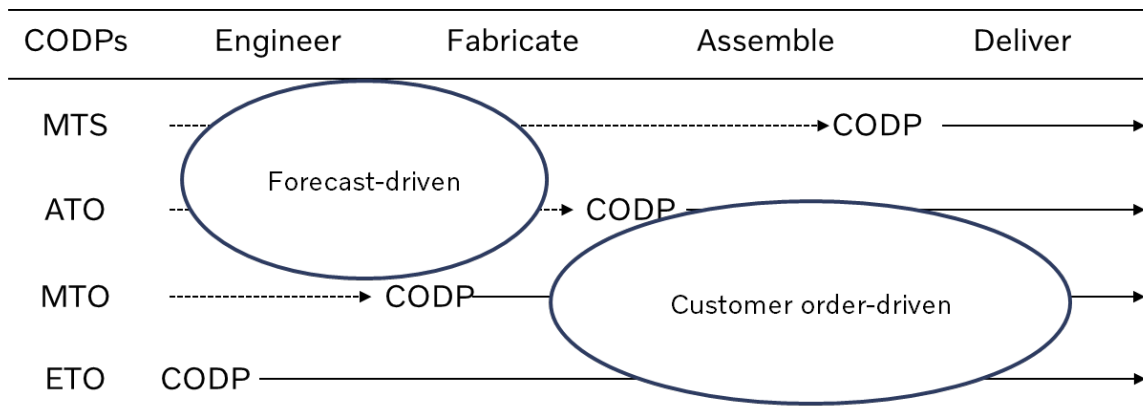 CODPs Engineer Fabricate Assemble Deliver
MTS CODP
Forecast-driven
ATO CODP
MTO CODP
Customer order-driven
ETO CODP